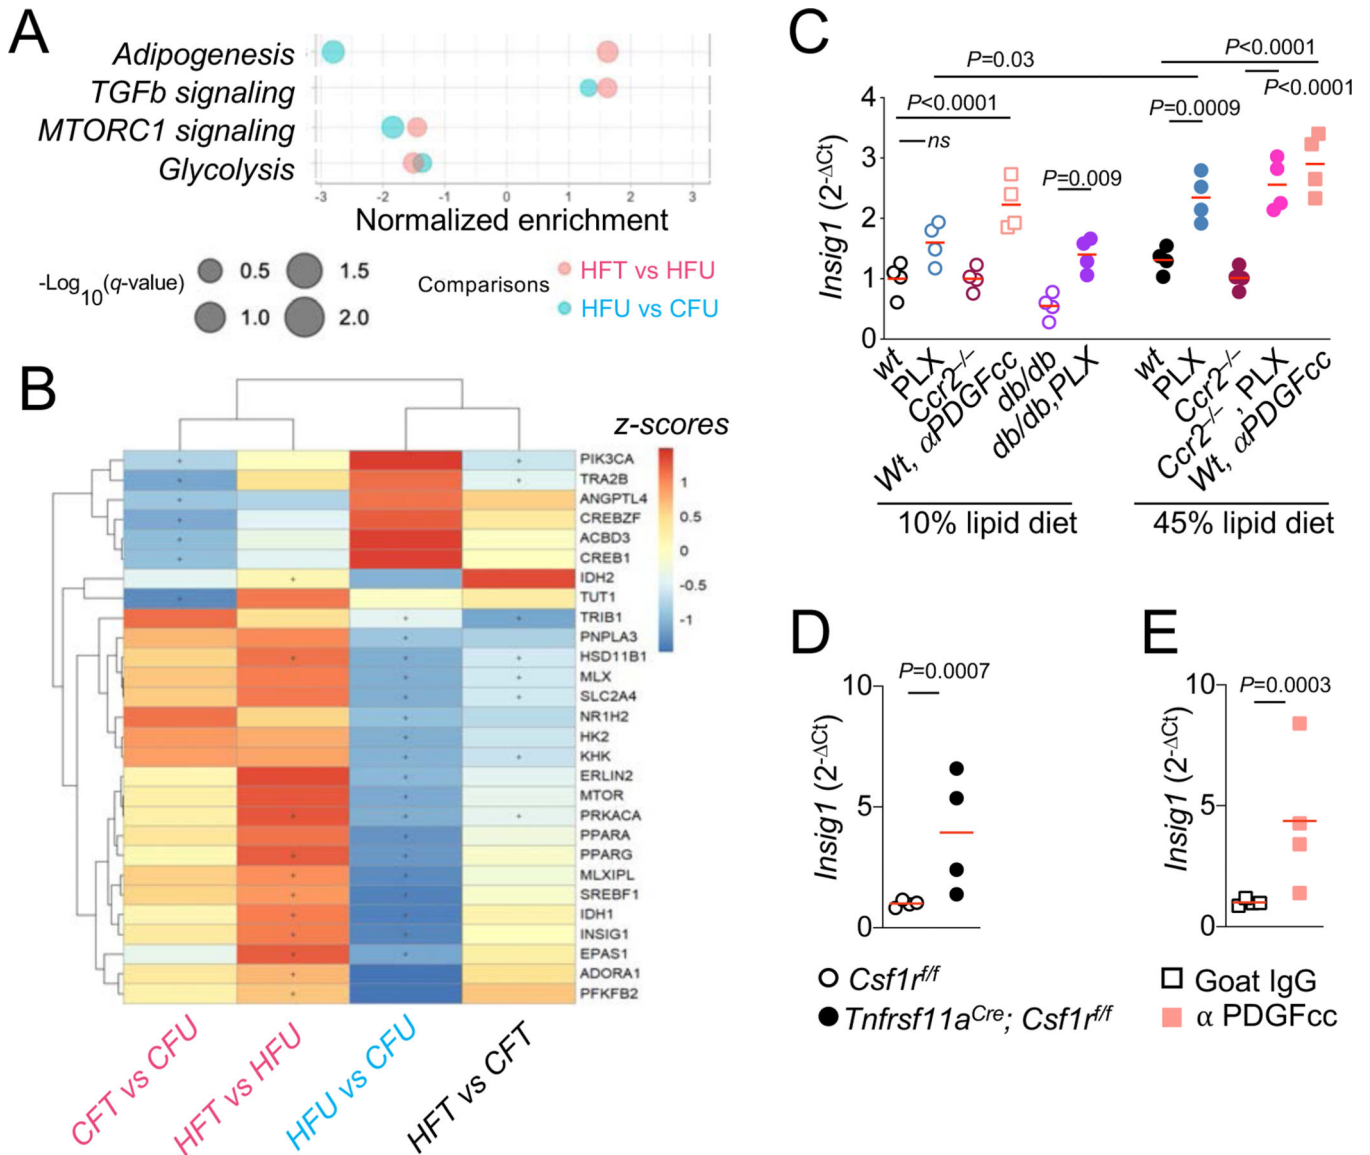 A
Adipogenesis
TGFb signaling
MTORC1 signaling
Glycolysis
-3 -2 -1 0 1 2 3
Normalized enrichment
-Log10(q-value)
0.5 1.5
1.0 2.0
Comparisons
HFT vs HFU
HFU vs CFU
B
z-scores
1
0.5
0
-0.5
-1
PIK3CA
TRA2B
ANGPTL4
CREBZF
ACBD3
CREB1
IDH2
TUT1
TRIB1
PNPLA3
HSD11B1
MLX
SLC2A4
NR1H2
HK2
KHK
ERLIN2
MTOR
PRKACA
PPARA
PPARG
MLXIPL
SREBF1
IDH1
INSIG1
EPAS1
ADORA1
PFKFB2
CFT vs CFU
HFT vs HFU
HFU vs CFU
HFT vs CFT
C
Insig1 (2-ΔCt)
4
3
2
1
0
P=0.03
P<0.0001
P<0.0001
P<0.0001
P=0.0009
ns
P=0.009
wt
PLX
Ccr2-/-
Wt, αPDGFcc
db/db
db/db,PLX
wt
PLX
Ccr2-/-
Ccr2-/-, PLX
Wt, αPDGFcc
10% lipid diet
45% lipid diet
D
P=0.0007
Insig1 (2-ΔCt)
10
5
0
Csf1rf/f
Tnfrsf11aCre; Csf1rf/f
E
P=0.0003
Insig1 (2-ΔCt)
10
5
0
Goat IgG
α PDGFcc